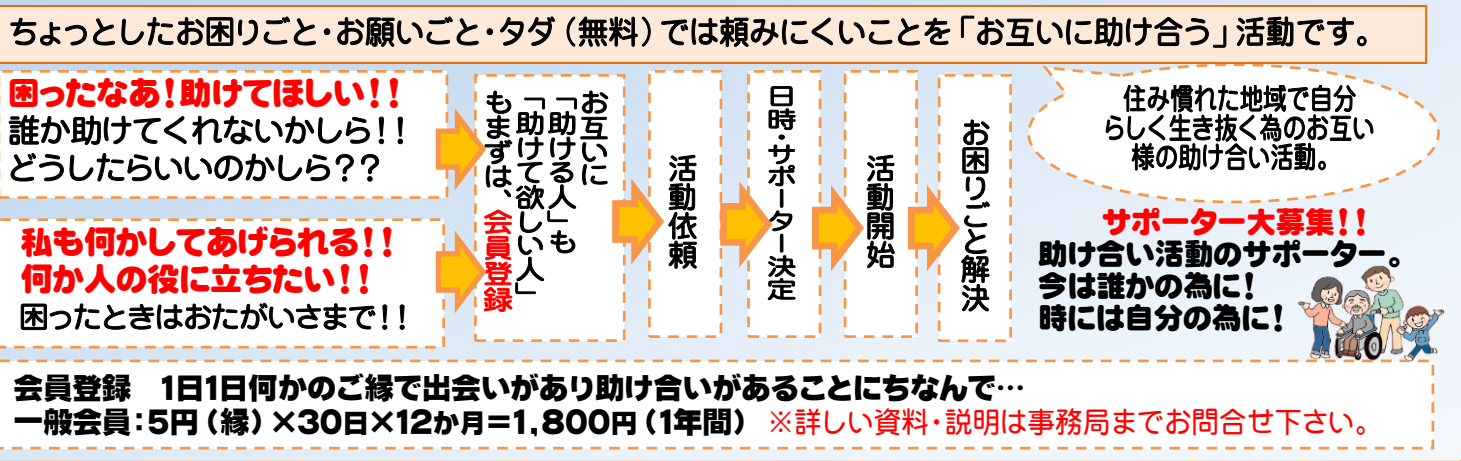 ちょっとしたお困りごと・お願いごと・タダ(無料)では頼みにくいことを「お互いに助け合う」活動です。
困ったなあ!助けてほしい!!
誰か助けてくれないかしら!!
どうしたらいいのかしら??
私も何かしてあげられる!!
何か人の役に立ちたい!!
困ったときはおたがいさまで!!
お互いに
「助ける人」も
「助けて欲しい人」
もまずは、会員登録
活動依頼
日時・サポーター決定
活動開始
お困りごと解決
住み慣れた地域で自分
らしく生き抜く為のお互い
様の助け合い活動。
サポーター大募集!!
助け合い活動のサポーター。
今は誰かの為に!
時には自分の為に!
会員登録 1日1日何かのご縁で出会いがあり助け合いがあることにちなんで…
一般会員:5円(縁)×30日×12か月=1,800円(1年間) ※詳しい資料・説明は事務局までお問合せ下さい。